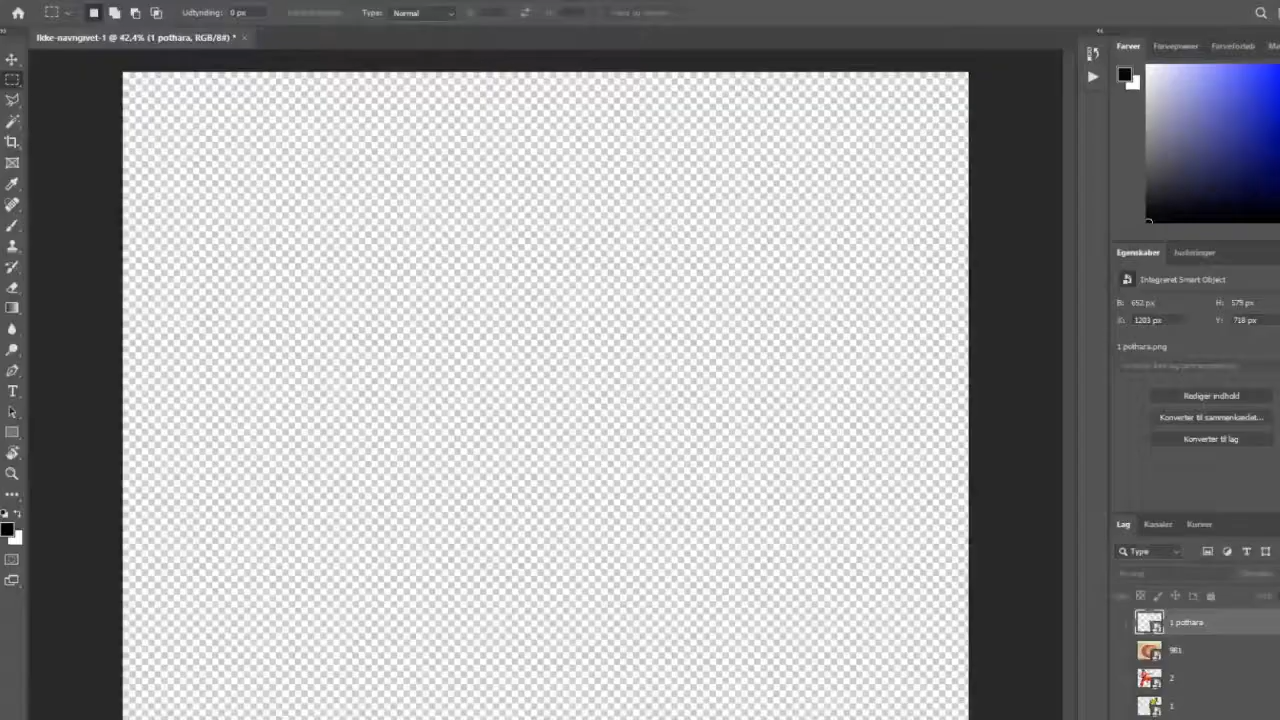 Udtynding: 0 px
Type: Normal
Ikke-navngivet-1 @ 42,4% (1 pothara, RGB/8#) * ×
Farver Farveprøver Farveforløb
Egenskaber Justeringer
Integreret Smart Object
B: 652 px H: 579 px
X: 1203 px Y: 718 px
1 pothara.png
Rediger indhold
Konverter til sammenkædet...
Konverter til lag
Lag Kanaler Kurver
Type
1 pothara
981
2
1